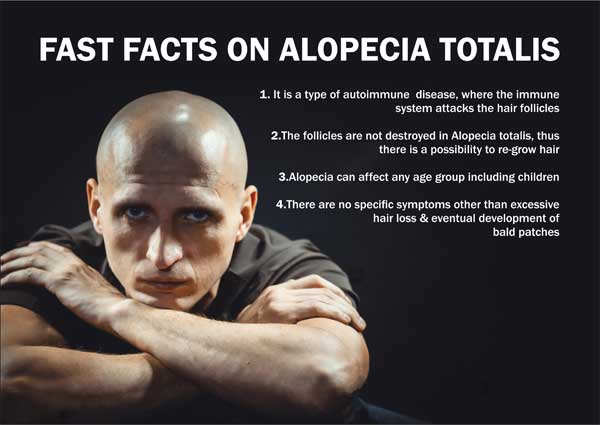 FAST FACTS ON ALOPECIA TOTALIS
1. It is a type of autoimmune  disease, where the immune
system attacks the hair follicles
2.The follicles are not destroyed in Alopecia totalis, thus
there is a possibility to re-grow hair
3.Alopecia can affect any age group including children
4.There are no specific symptoms other than excessive
hair loss & eventual development of
bald patches